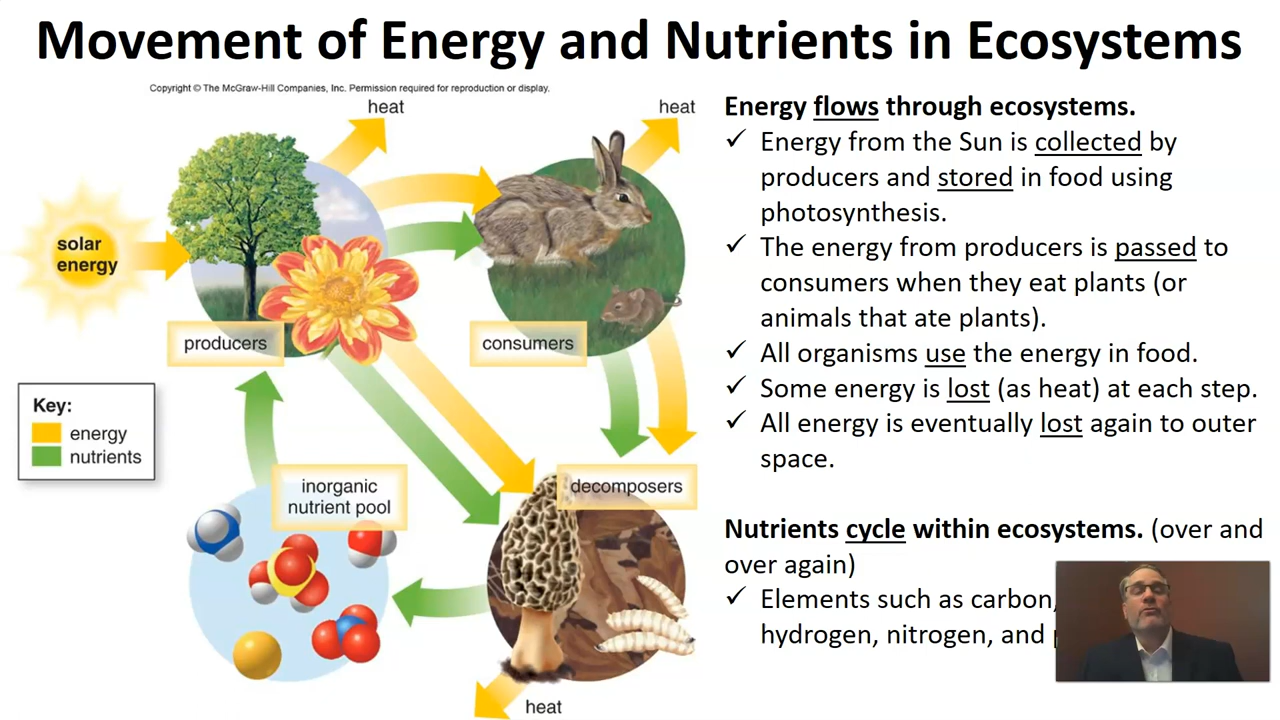 Movement of Energy and Nutrients in Ecosystems
Copyright © The McGraw-Hill Companies, Inc. Permission required for reproduction or display.
heat
heat
solar
energy
producers
consumers
Key:
energy
nutrients
inorganic
nutrient pool
decomposers
heat
Energy flows through ecosystems.
✓ Energy from the Sun is collected by
producers and stored in food using
photosynthesis.
✓ The energy from producers is passed to
consumers when they eat plants (or
animals that ate plants).
✓ All organisms use the energy in food.
✓ Some energy is lost (as heat) at each step.
✓ All energy is eventually lost again to outer
space.
Nutrients cycle within ecosystems. (over and
over again)
✓ Elements such as carbon,
hydrogen, nitrogen, and